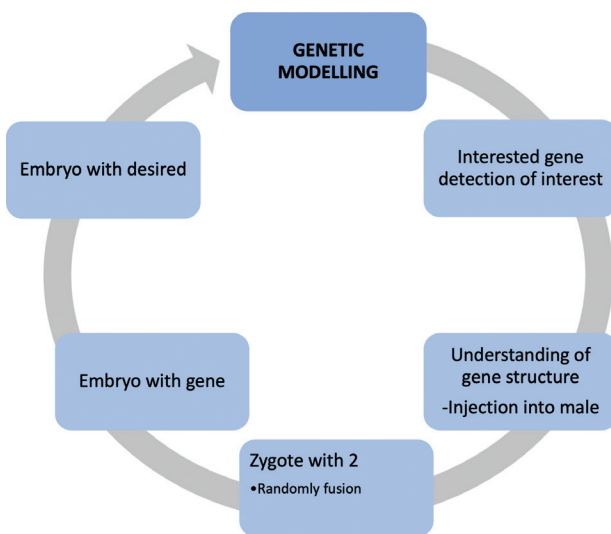 GENETIC
MODELLING
Interested gene
detection of interest
Understanding of
gene structure
-Injection into male
Zygote with 2
•Randomly fusion
Embryo with gene
Embryo with desired